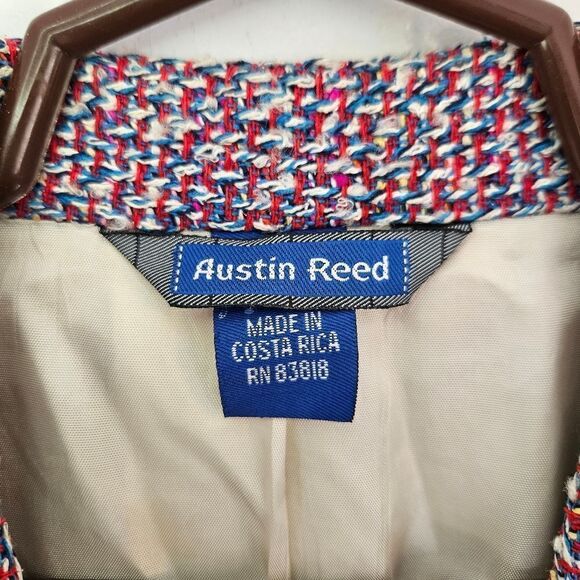 Austin Reed
MADE IN
COSTA RICA
RN 83818